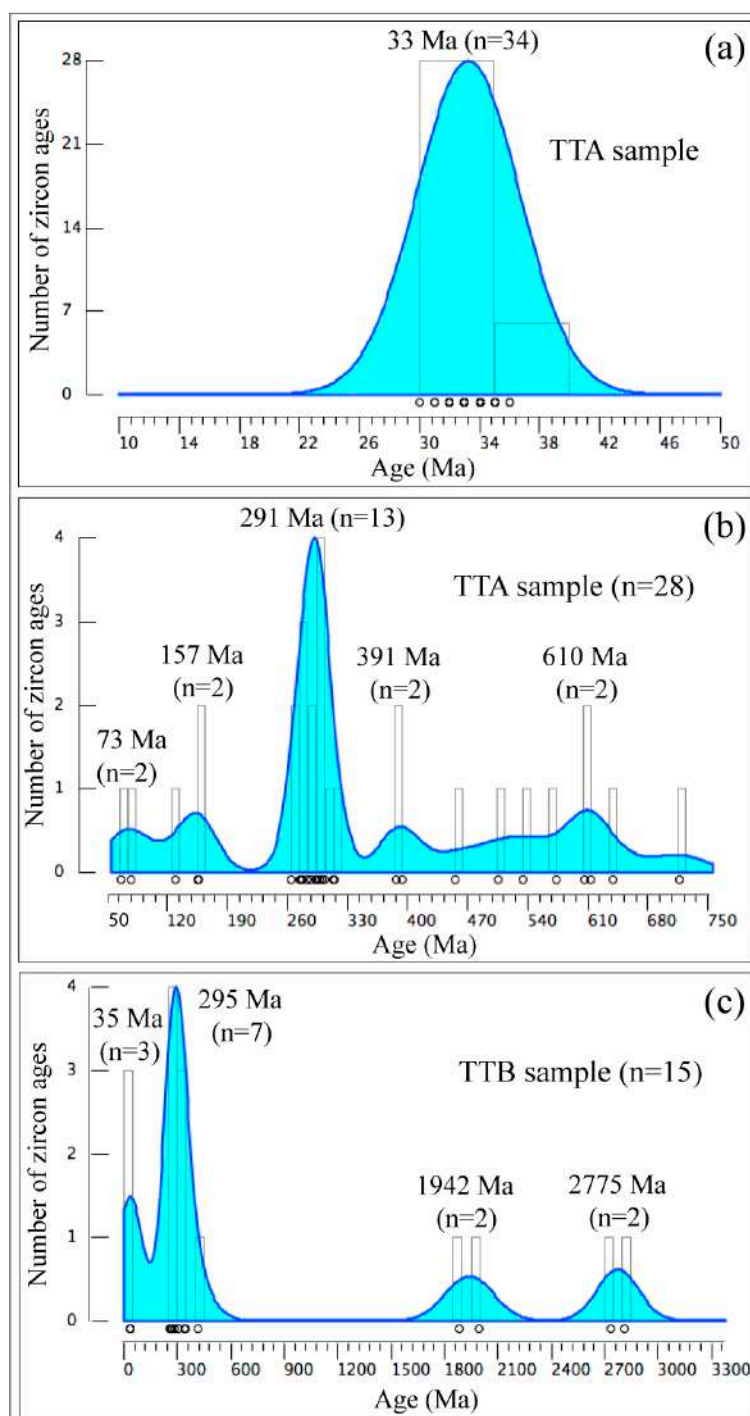 33 Ma (n=34)
(a)
TTA sample
Number of zircon ages
28
21
14
7
0
10 14 18 22 26 30 34 38 42 46 50
Age (Ma)
291 Ma (n=13)
(b)
TTA sample (n=28)
157 Ma
(n=2)
391 Ma
(n=2)
610 Ma
(n=2)
73 Ma
(n=2)
Number of zircon ages
4
3
2
1
0
50 120 190 260 330 400 470 540 610 680 750
Age (Ma)
(c)
35 Ma
(n=3)
295 Ma
(n=7)
TTB sample (n=15)
1942 Ma
(n=2)
2775 Ma
(n=2)
Number of zircon ages
4
3
2
1
0
0 300 600 900 1200 1500 1800 2100 2400 2700 3000 3300
Age (Ma)